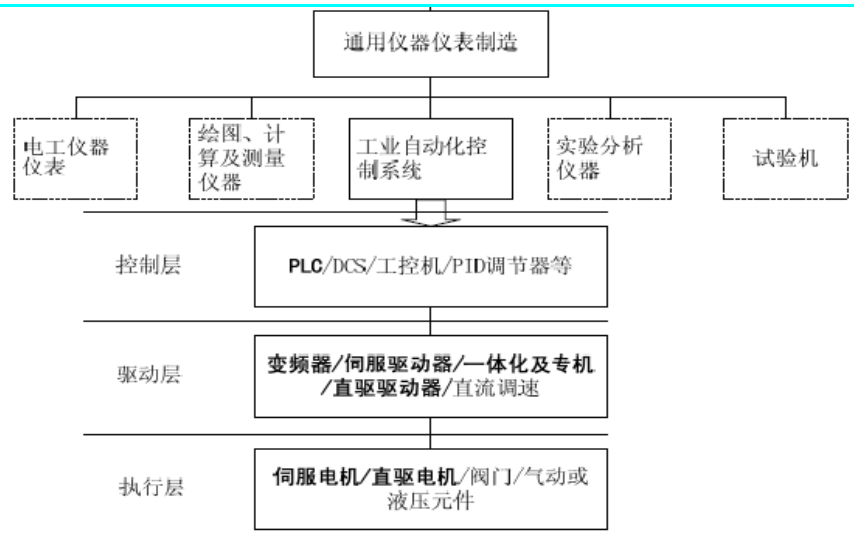 通用仪器仪表制造
电工仪器
仪表
绘图、计
算及测量
仪器
工业自动化控
制系统
实验分析
仪器
试验机
控制层
PLC/DCS/工控机/PID调节器等
驱动层
变频器/伺服驱动器/一体化及专机
/直驱驱动器/直流调速
执行层
伺服电机/直驱电机/阀门/气动或
液压元件